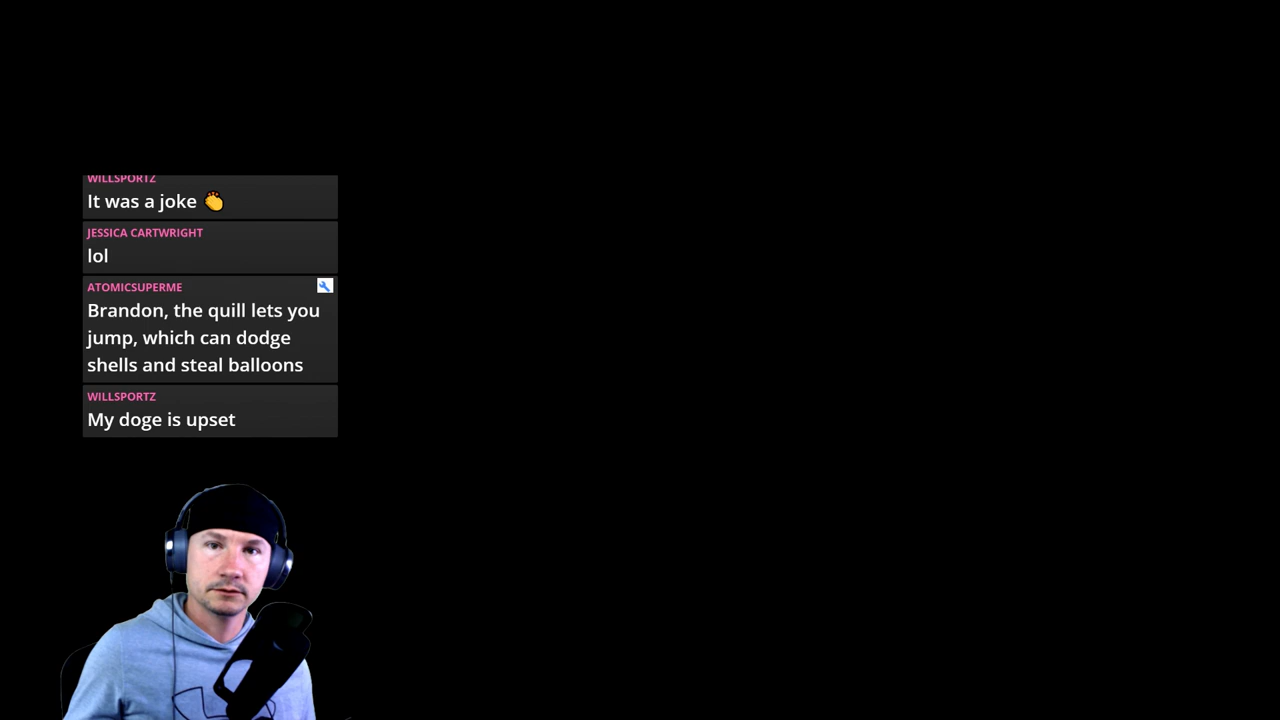 WILLSPORTZ
It was a joke 👏
JESSICA CARTWRIGHT
lol
ATOMICSUPERME
Brandon, the quill lets you
jump, which can dodge
shells and steal balloons
WILLSPORTZ
My doge is upset